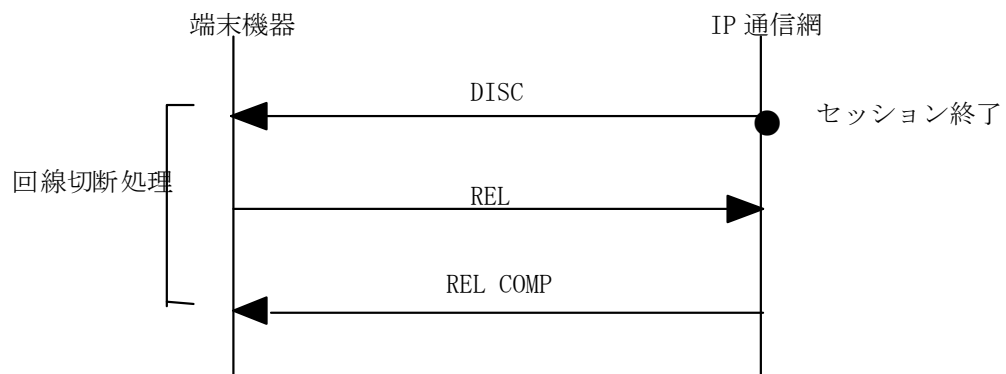 端末機器
IP 通信網
DISC
セッション終了
回線切断処理
REL
REL COMP